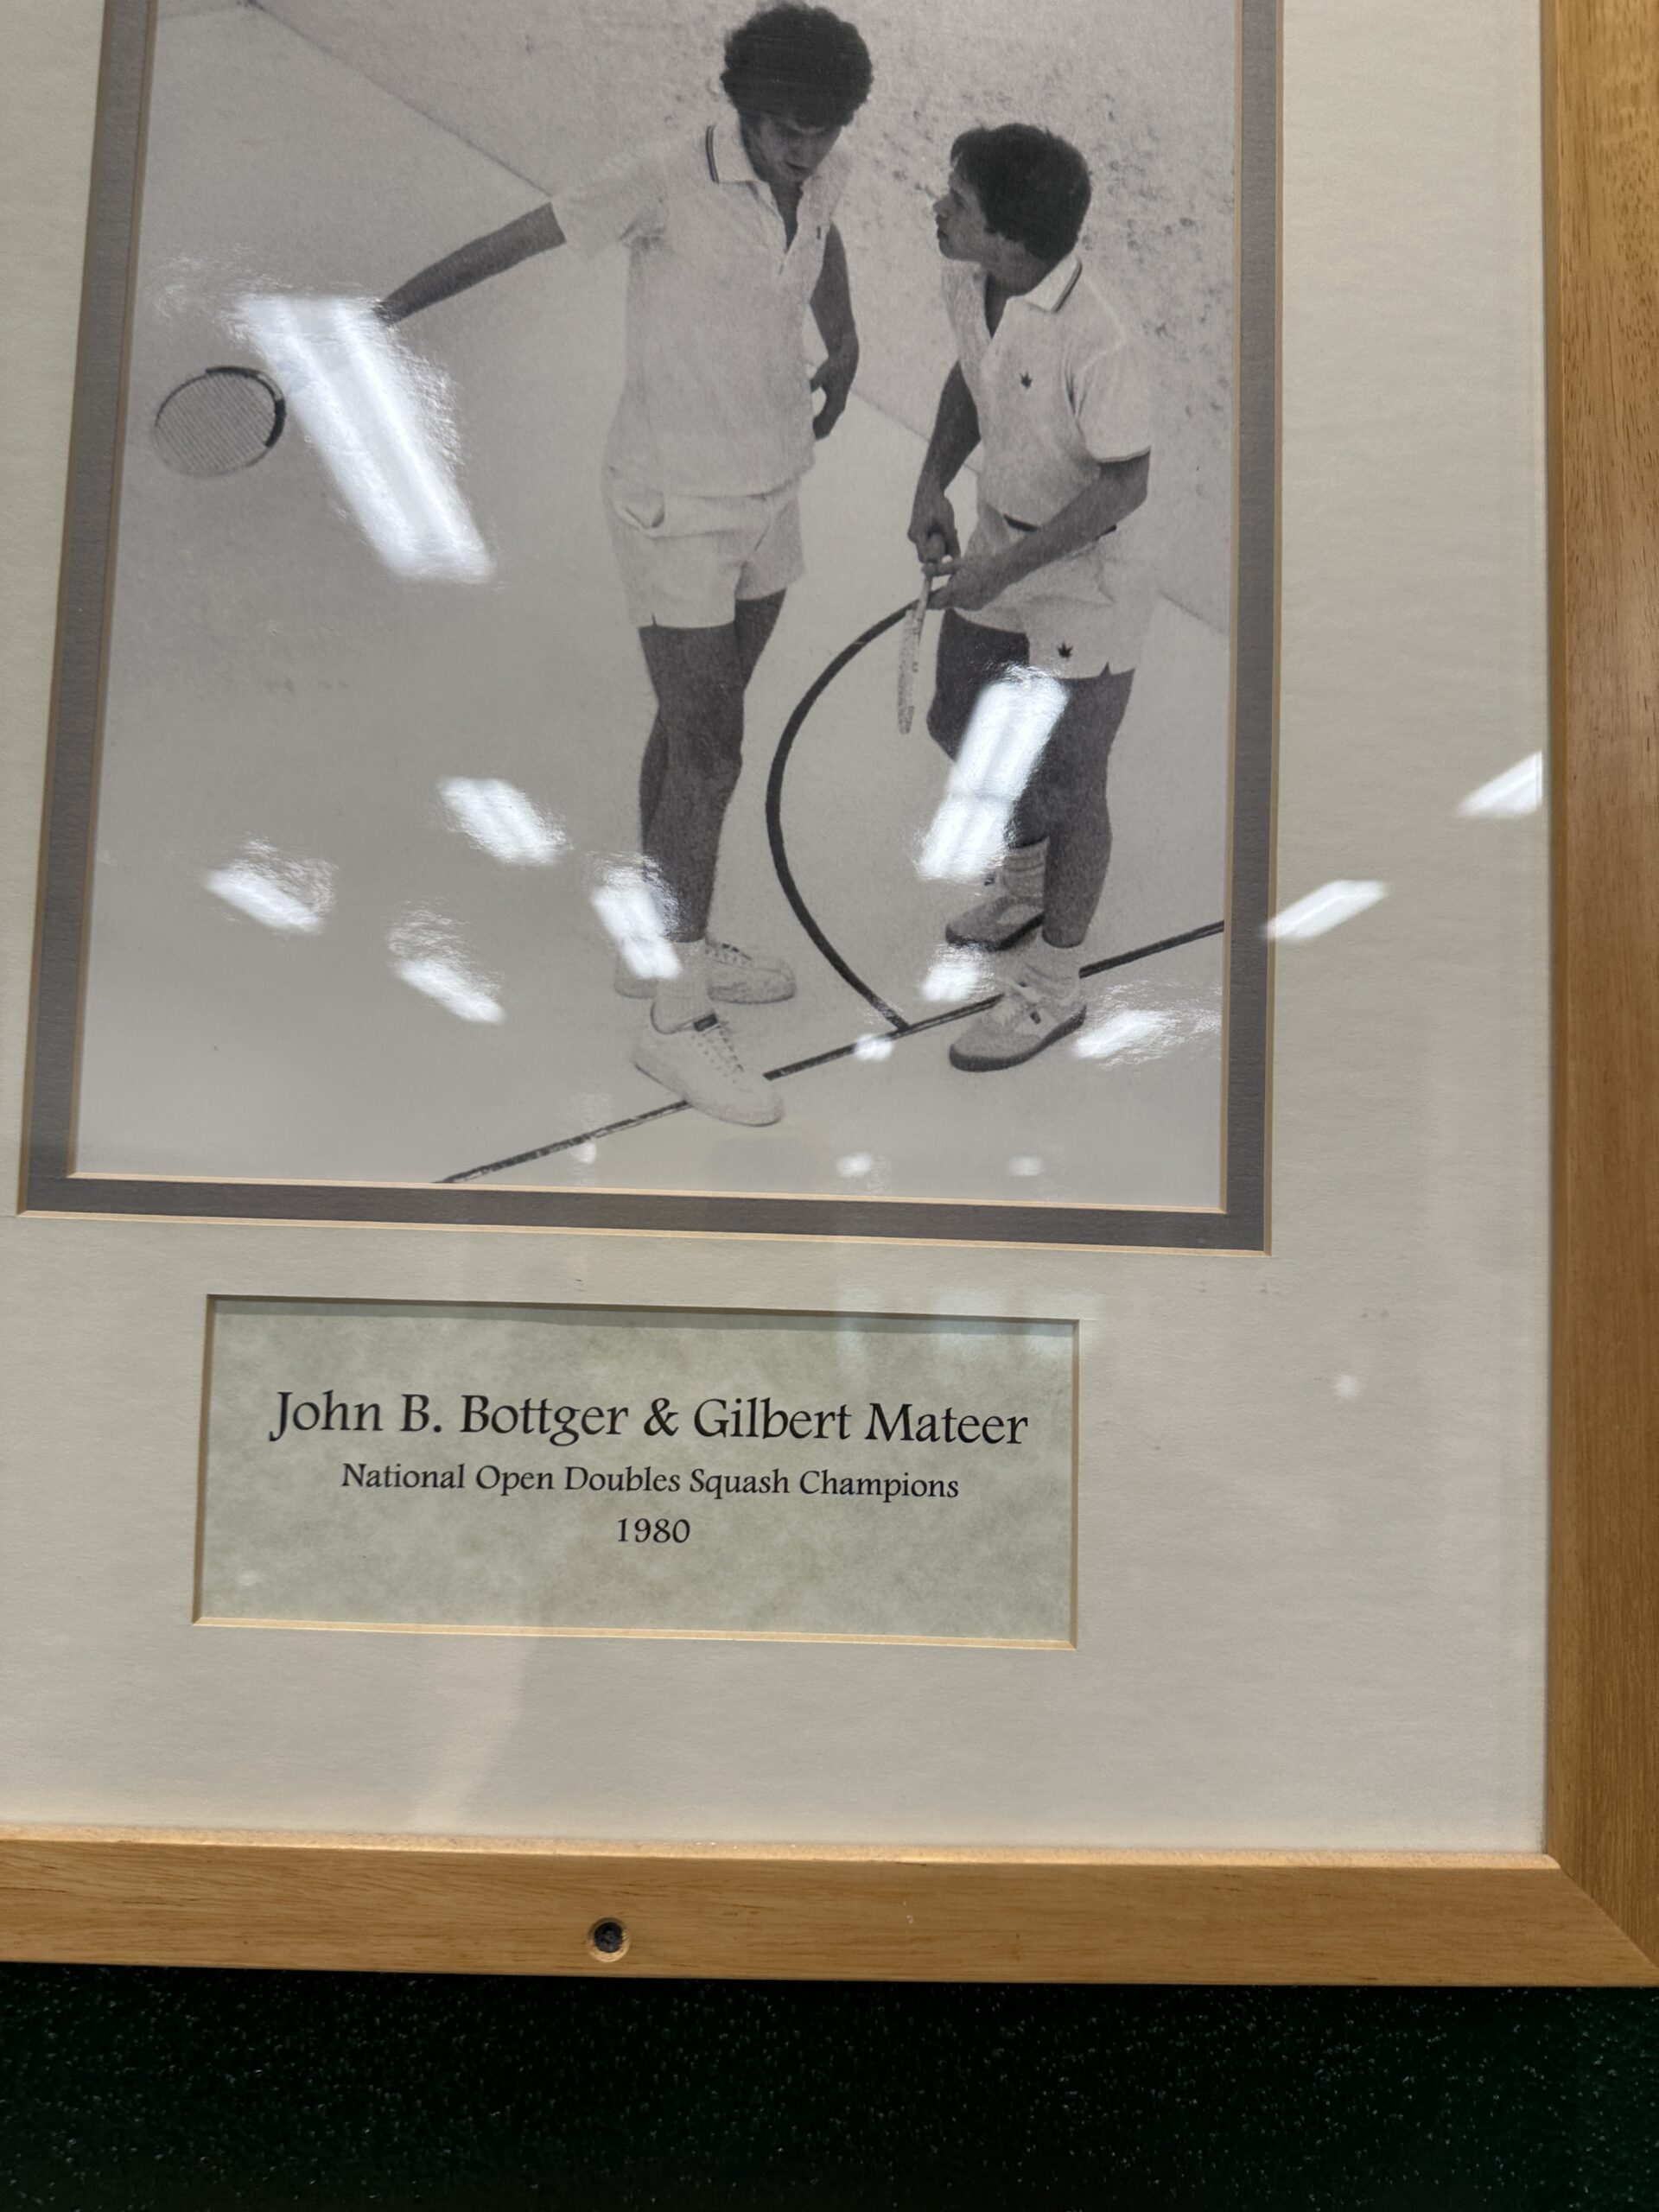 John B. Bottger & Gilbert Mateer
National Open Doubles Squash Champions
1980